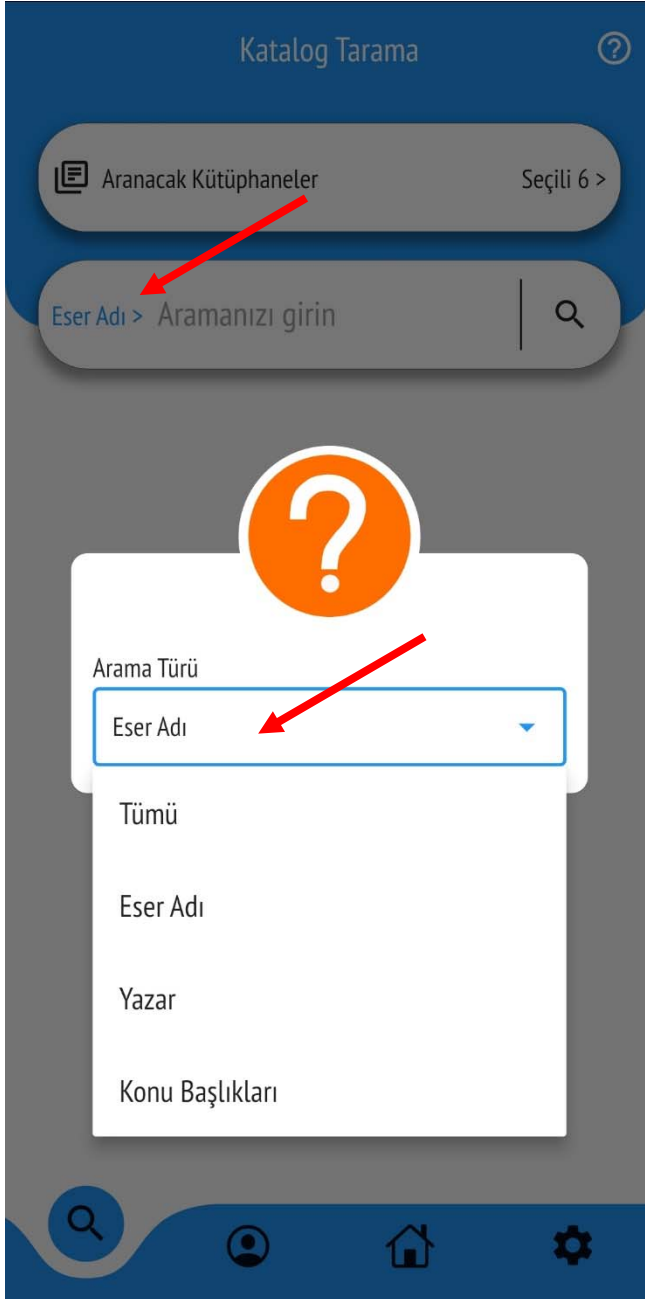 Katalog Tarama
Aranacak Kütüphaneler Seçili 6 >
Eser Adı > Aramanızı girin
Arama Türü
Eser Adı
Tümü
Eser Adı
Yazar
Konu Başlıkları